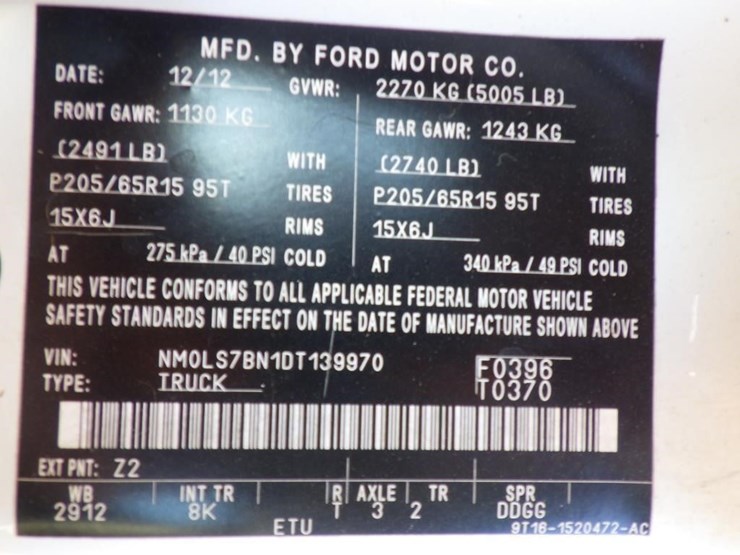 MFD. BY FORD MOTOR CO.
DATE: 12/12 GVWR: 2270 KG (5005 LB)
FRONT GAWR: 1130 KG REAR GAWR: 1243 KG
(2491 LB) WITH (2740 LB) WITH
P205/65R15 95T TIRES P205/65R15 95T TIRES
15X6J RIMS 15X6J RIMS
AT 275 kPa / 40 PSI COLD AT 340 kPa / 49 PSI COLD
THIS VEHICLE CONFORMS TO ALL APPLICABLE FEDERAL MOTOR VEHICLE
SAFETY STANDARDS IN EFFECT ON THE DATE OF MANUFACTURE SHOWN ABOVE
VIN: NM0LS7BN1DT139970 F0396
TYPE: TRUCK T0370
EXT PNT: Z2
WB INT TR R AXLE TR SPR
2912 8K T 3 2 DDGG
ETU 9T16-1520472-AC